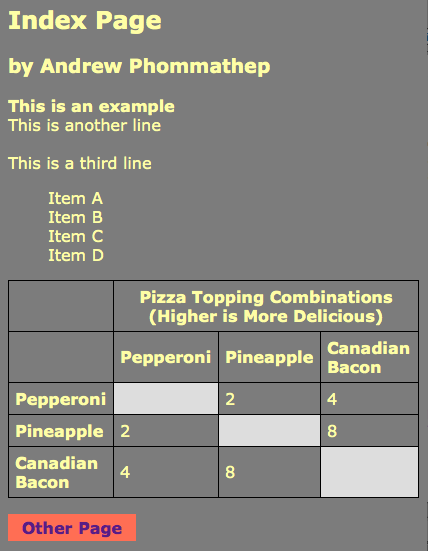 Index Page
by Andrew Phommathep
This is an example
This is another line
This is a third line
Item A
Item B
Item C
Item D
Pizza Topping Combinations
(Higher is More Delicious)
Pepperoni Pineapple Canadian
Bacon
Pepperoni 2 4
Pineapple 2 8
Canadian
Bacon 4 8
Other Page